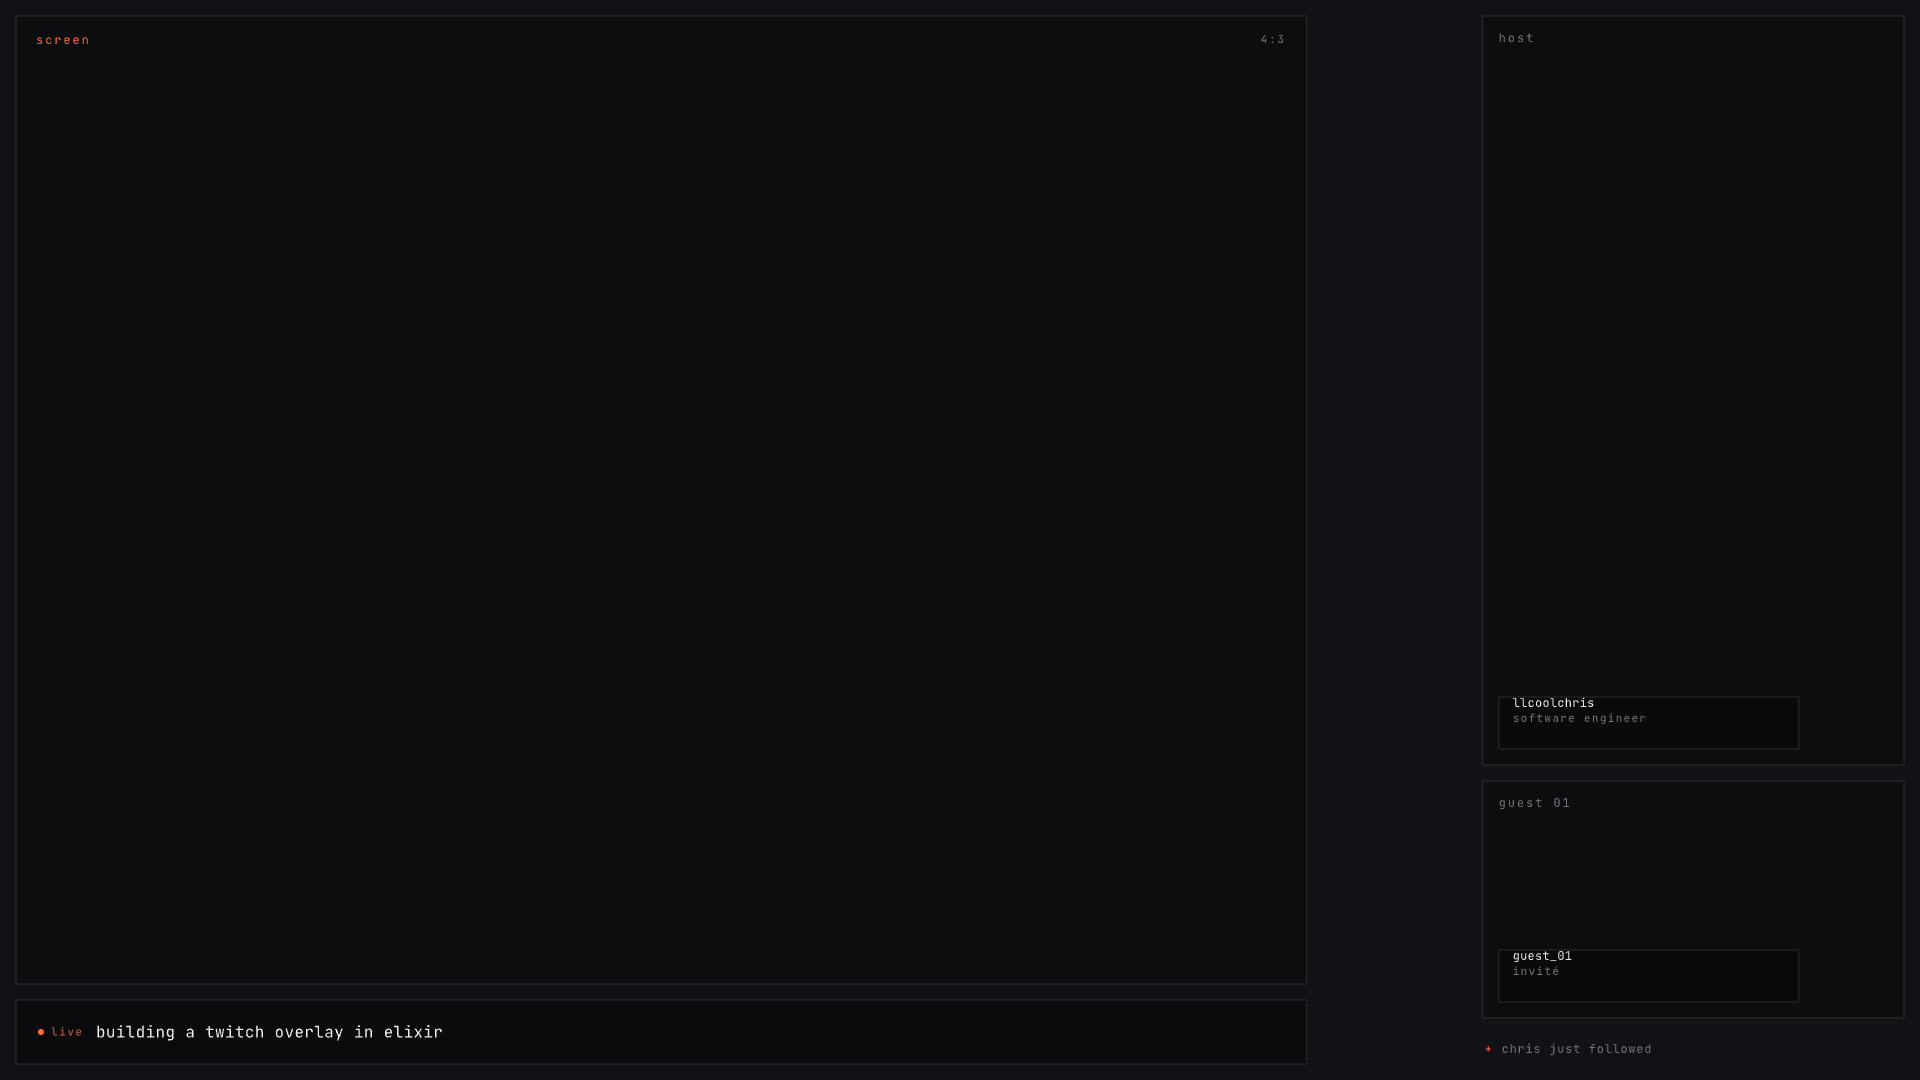 screen
4:3
host
llcoolchris
software engineer
guest 01
guest_01
invité
live building a twitch overlay in elixir
+ chris just followed